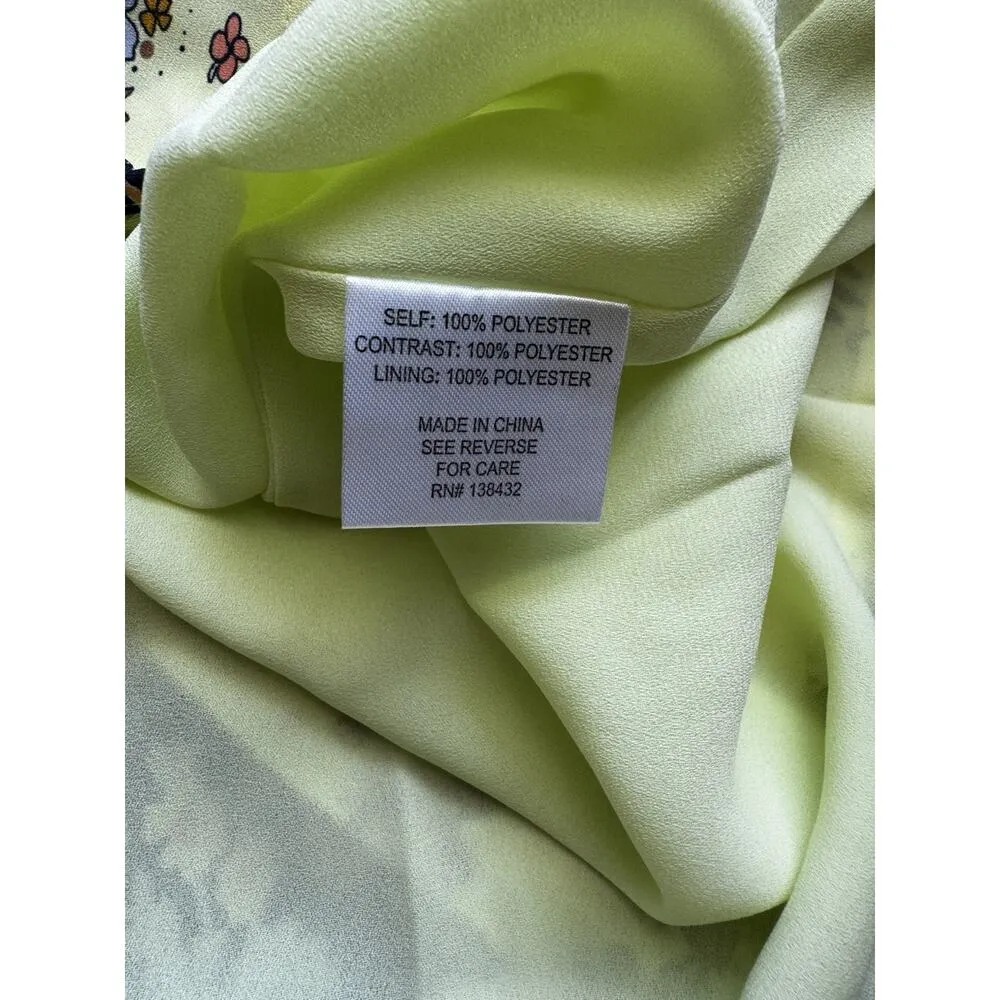 SELF: 100% POLYESTER
CONTRAST: 100% POLYESTER
LINING: 100% POLYESTER
MADE IN CHINA
SEE REVERSE
FOR CARE
RN# 138432